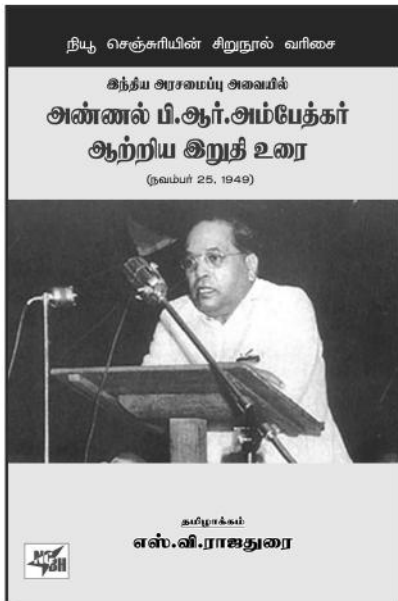 நியூ செஞ்சுரியின் சிறுநூல் வரிசை
இந்திய அரசமைப்பு அவையில்
அண்ணல் பி.ஆர்.அம்பேத்கர்
ஆற்றிய இறுதி உரை
(நவம்பர் 25, 1949)
தமிழாக்கம்
எஸ்.வி.ராஜதுரை
NCBH